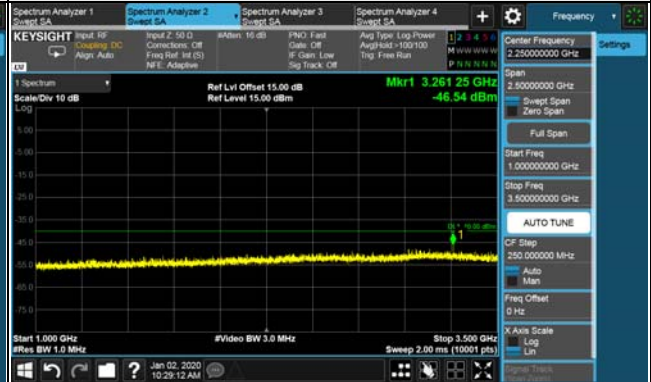 Spectrum Analyzer 1
Swept SA
Spectrum Analyzer 2
Swept SA
Spectrum Analyzer 3
Swept SA
Spectrum Analyzer 4
Swept SA
+
Frequency
KEYSIGHT
Input: RF
Coupling: DC
Align: Auto
Input Z: 50 Ω
Corrections: Off
Freq Ref: Int (S)
NFE: Adaptive
#Atten: 16 dB
PNO: Fast
Gate: Off
IF Gain: Low
Sig Track: Off
Avg Type: Log-Power
Avg|Hold:>100/100
Trig: Free Run
1 2 3 4 5 6
M W W W W W
P N N N N N
LXI
1 Spectrum
Scale/Div 10 dB
Log
Ref Lvl Offset 15.00 dB
Ref Level 15.00 dBm
Mkr1 3.261 25 GHz
-46.54 dBm
5.00
-5.00
-15.0
-25.0
-35.0
-45.0
-55.0
-65.0
-75.0
1
Start 1.000 GHz
#Res BW 1.0 MHz
#Video BW 3.0 MHz
Stop 3.500 GHz
Sweep 2.00 ms (10001 pts)
Jan 02, 2020
10:29:12 AM
?
Center Frequency
2.250000000 GHz
Settings
Span
2.50000000 GHz
Swept Span
Zero Span
Full Span
Start Freq
1.000000000 GHz
Stop Freq
3.500000000 GHz
AUTO TUNE
CF Step
250.000000 MHz
Auto
Man
Freq Offset
0 Hz
X Axis Scale
Log
Lin
Signal Track